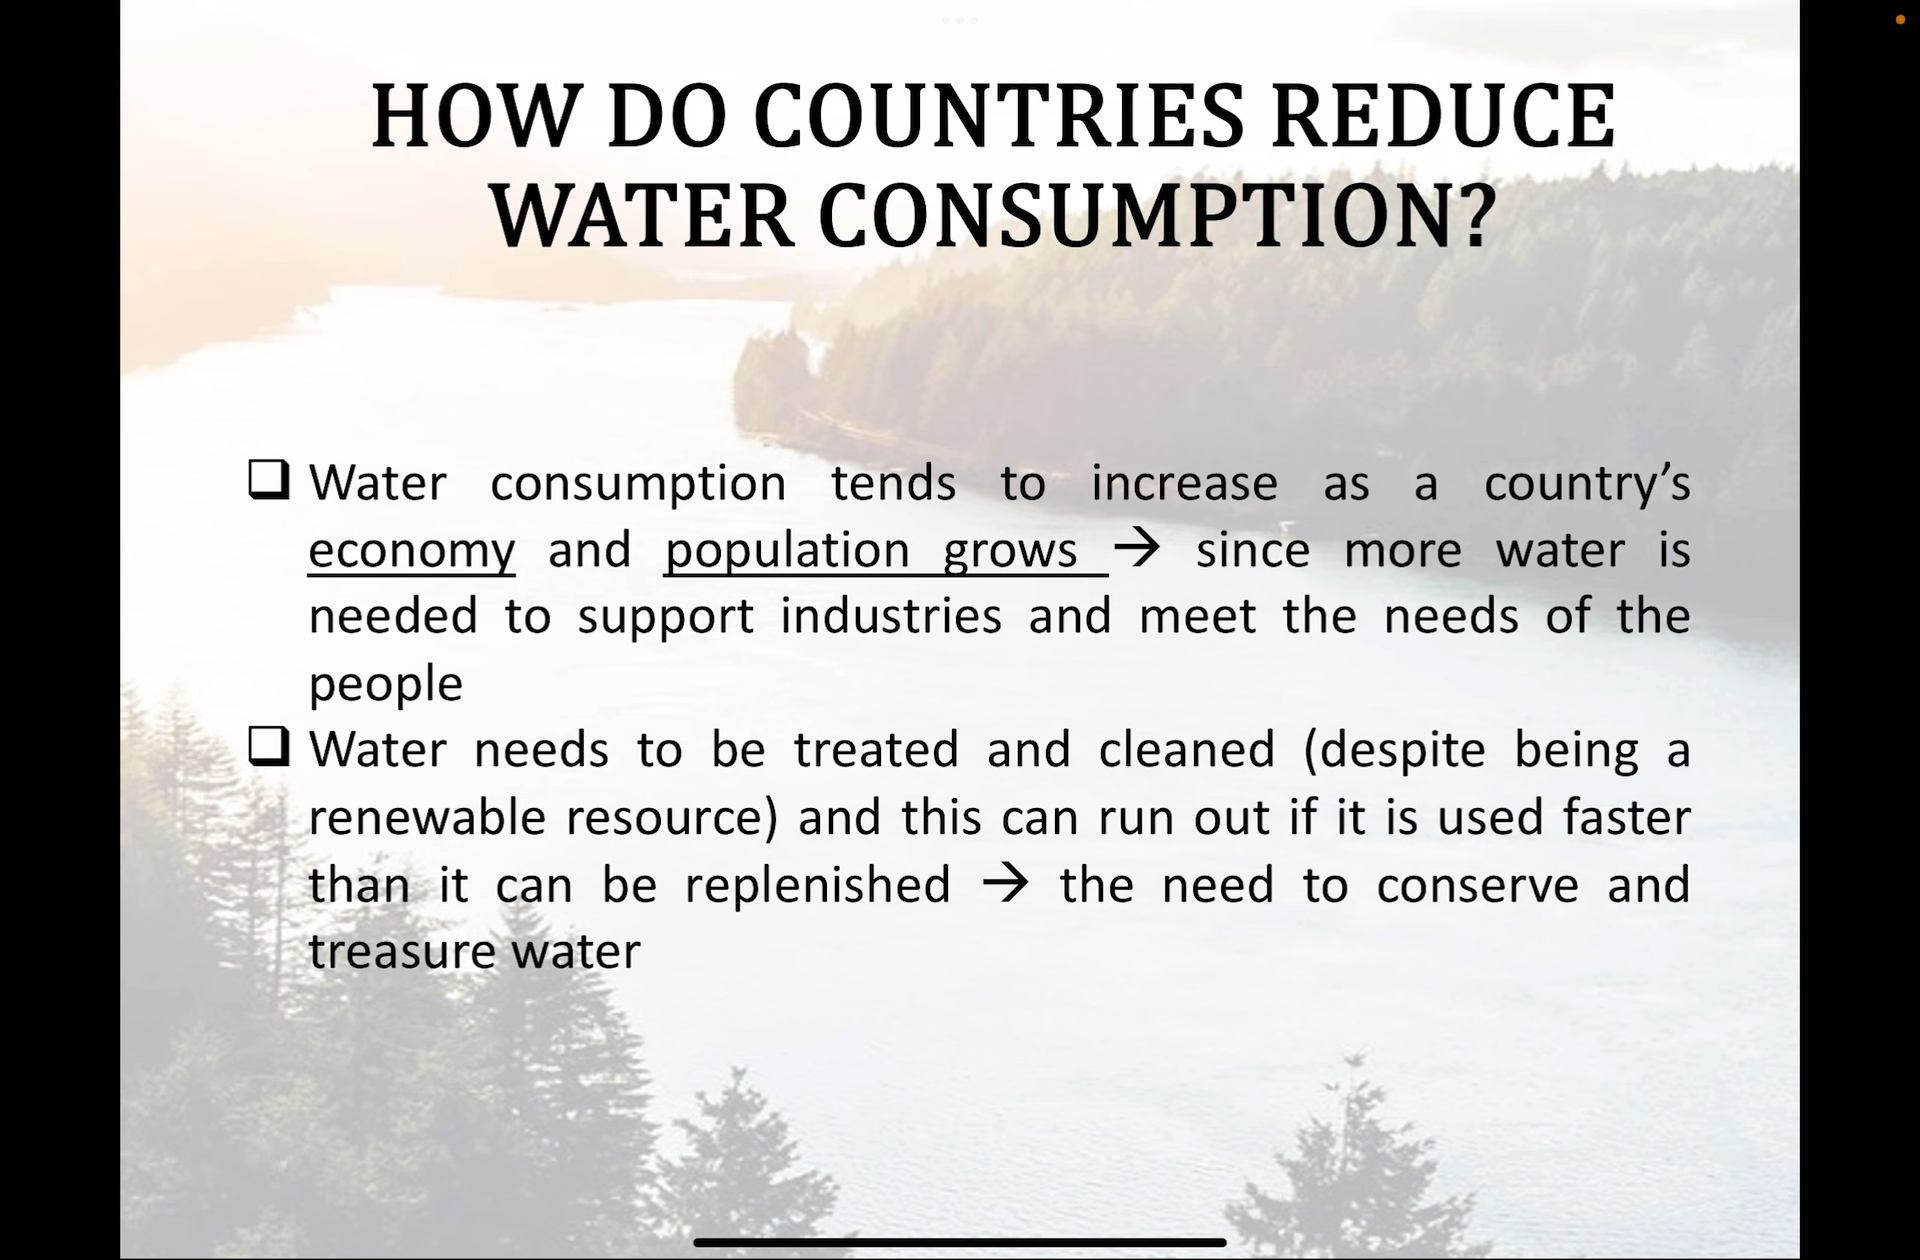 HOW DO COUNTRIES REDUCE
WATER CONSUMPTION?
❑ Water consumption tends to increase as a country’s
economy and population grows → since more water is
needed to support industries and meet the needs of the
people
❑ Water needs to be treated and cleaned (despite being a
renewable resource) and this can run out if it is used faster
than it can be replenished → the need to conserve and
treasure water